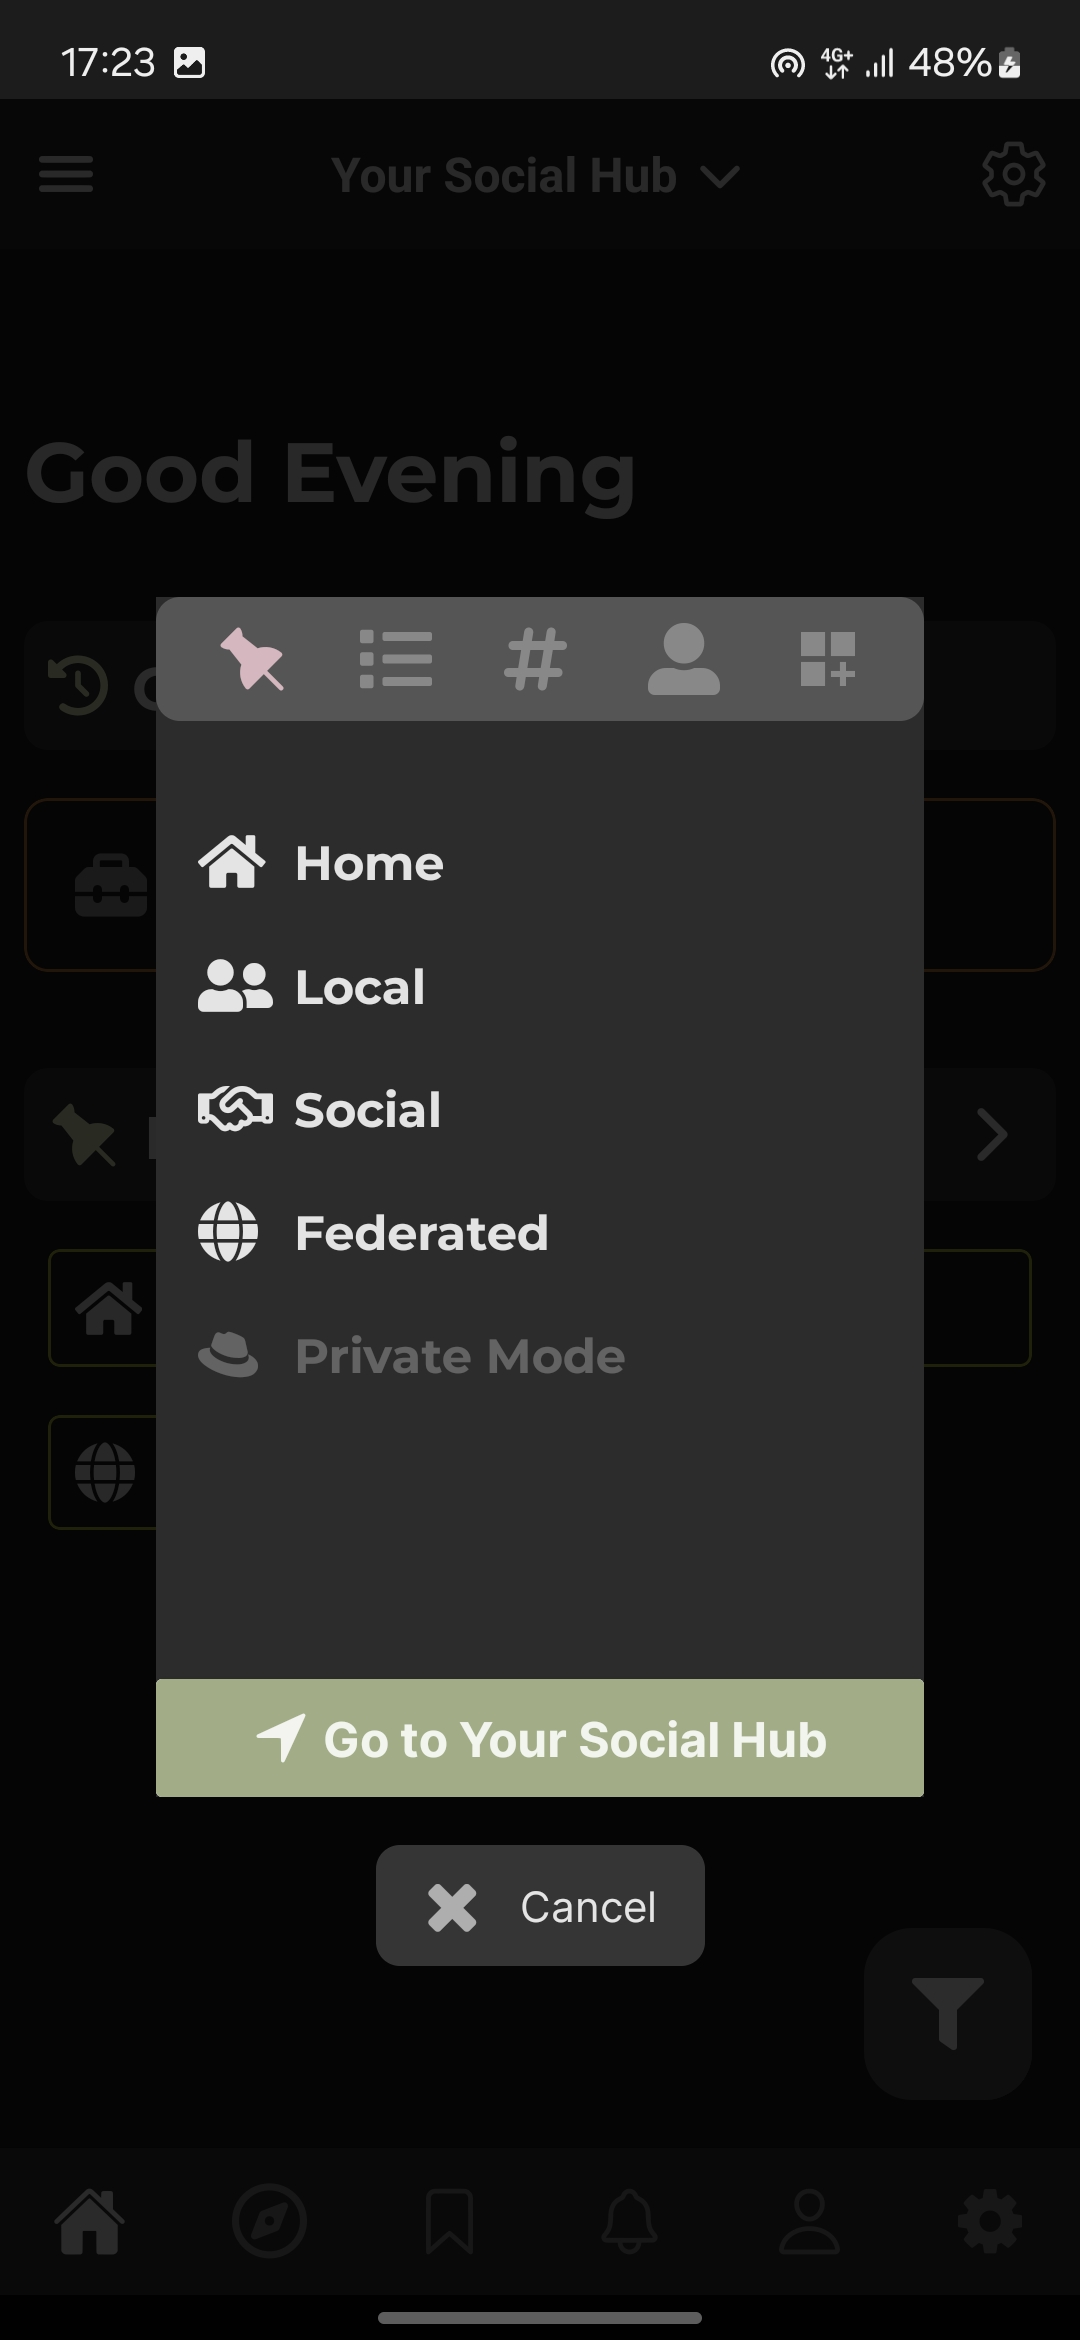 17:23
4G+
48%
Your Social Hub
Good Evening
Home
Local
Social
Federated
Private Mode
Go to Your Social Hub
Cancel